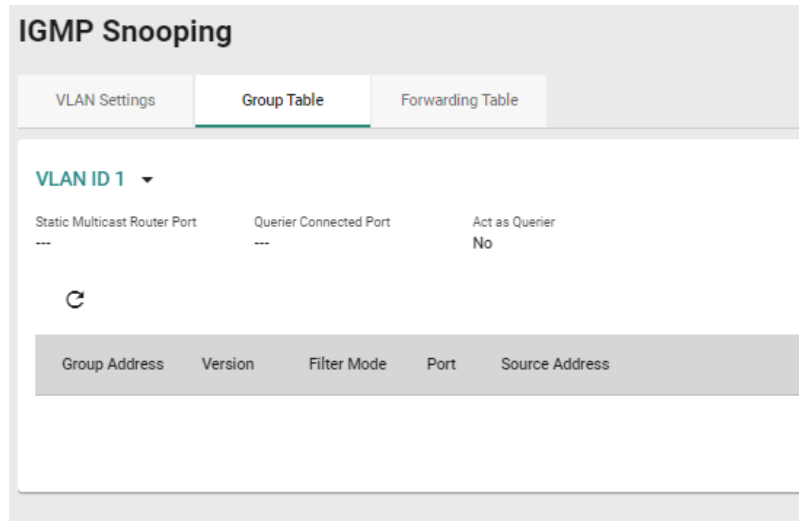 IGMP Snooping
VLAN Settings Group Table Forwarding Table
VLAN ID 1
Static Multicast Router Port Querier Connected Port Act as Querier
--- --- No
Group Address Version Filter Mode Port Source Address